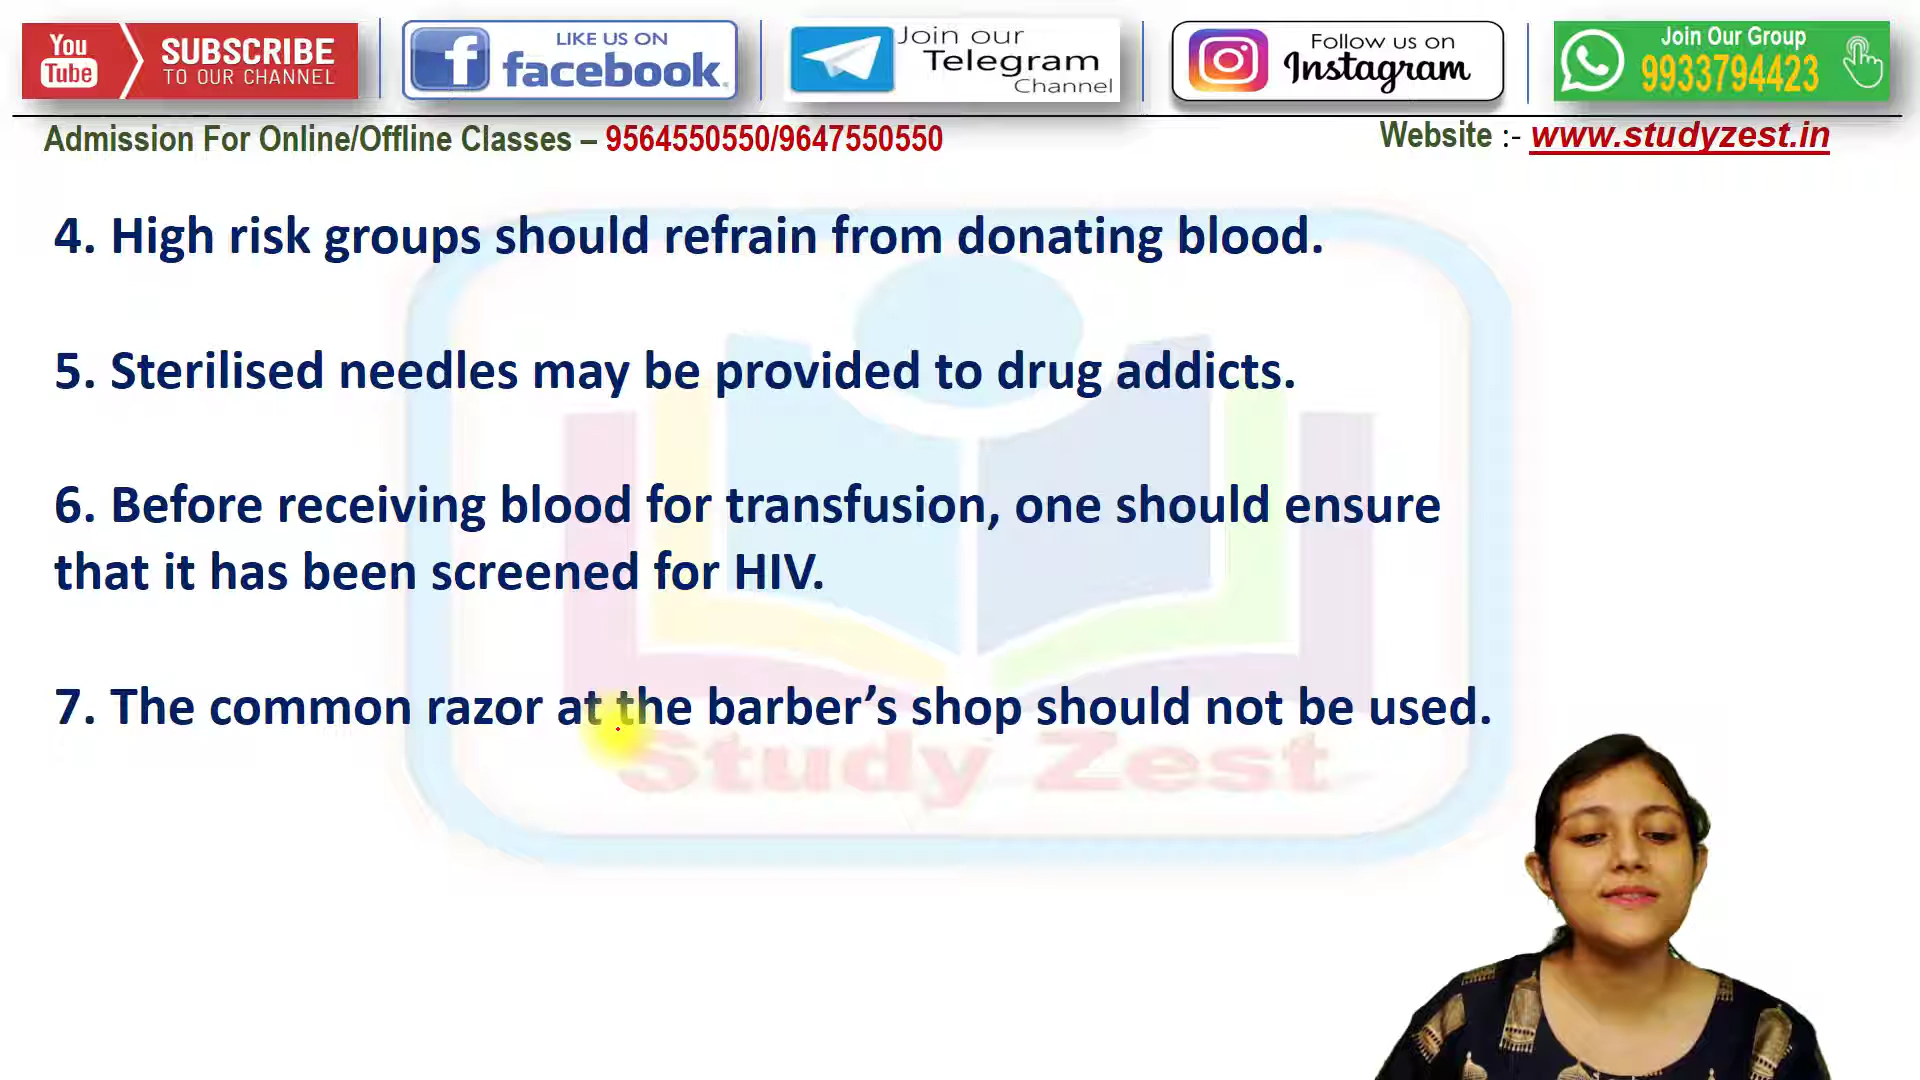 You Tube SUBSCRIBE TO OUR CHANNEL
LIKE US ON facebook.
Join our Telegram Channel
Follow us on Instagram
Join Our Group 9933794423
Admission For Online/Offline Classes – 9564550550/9647550550
Website :- www.studyzest.in
4. High risk groups should refrain from donating blood.
5. Sterilised needles may be provided to drug addicts.
6. Before receiving blood for transfusion, one should ensure
that it has been screened for HIV.
7. The common razor at the barber’s shop should not be used.
Study Zest